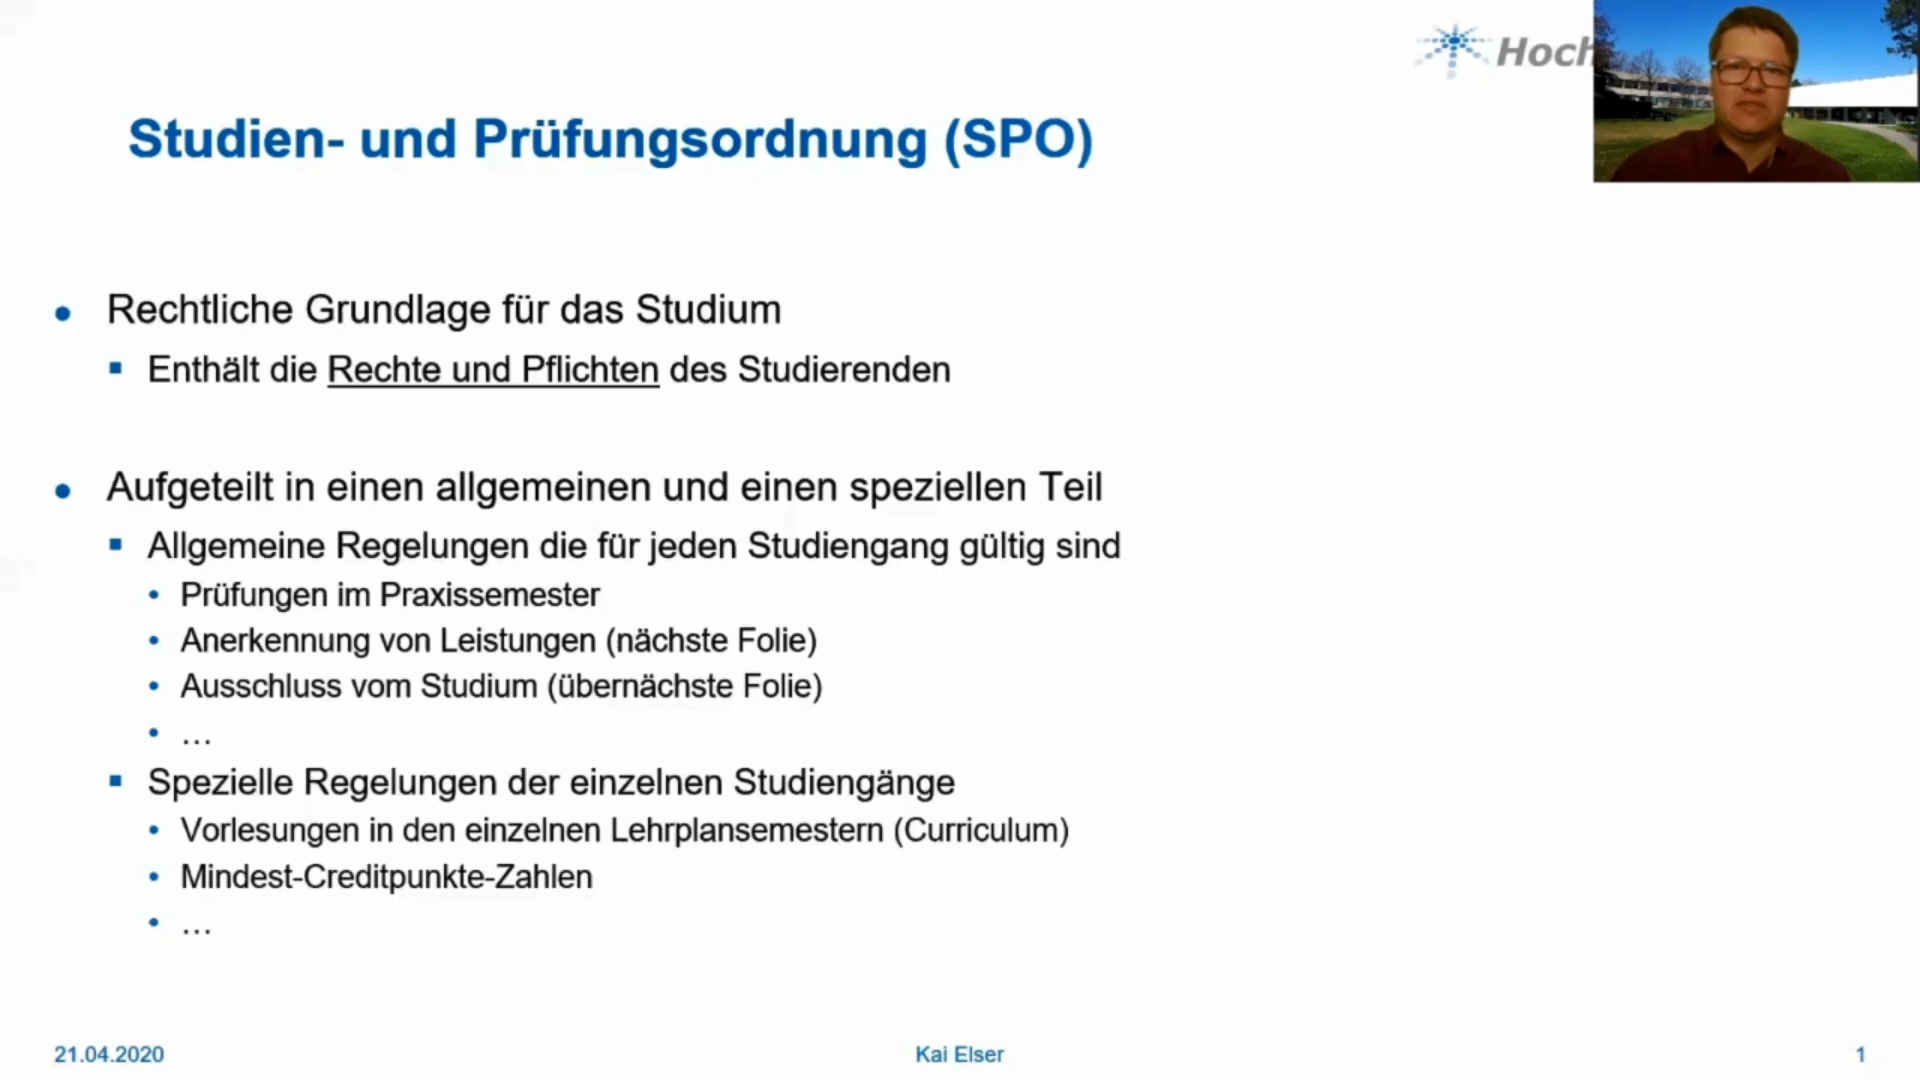 Hoch
Studien- und Prüfungsordnung (SPO)
Rechtliche Grundlage für das Studium
Enthält die Rechte und Pflichten des Studierenden
Aufgeteilt in einen allgemeinen und einen speziellen Teil
Allgemeine Regelungen die für jeden Studiengang gültig sind
Prüfungen im Praxissemester
Anerkennung von Leistungen (nächste Folie)
Ausschluss vom Studium (übernächste Folie)
...
Spezielle Regelungen der einzelnen Studiengänge
Vorlesungen in den einzelnen Lehrplansemestern (Curriculum)
Mindest-Creditpunkte-Zahlen
...
21.04.2020 Kai Elser 1